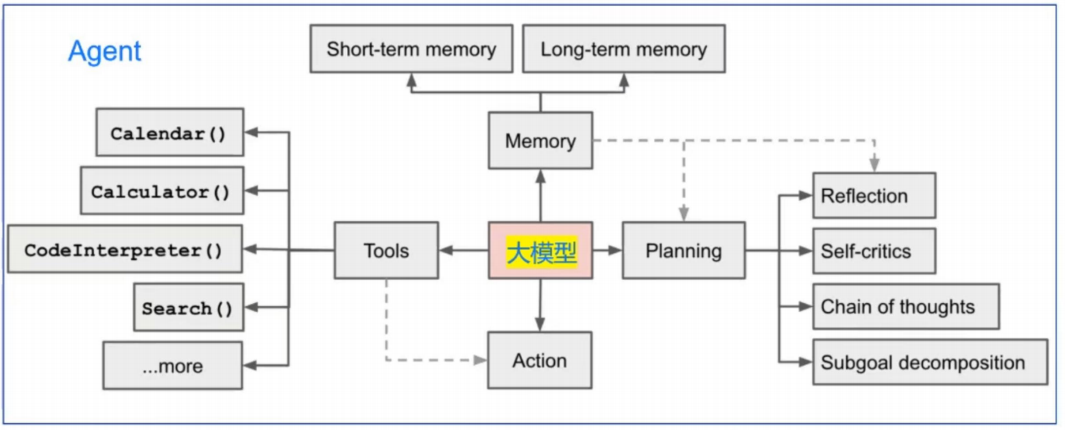 Agent
Short-term memory
Long-term memory
Calendar()
Memory
Calculator()
Reflection
CodeInterpreter()
Tools
大模型
Planning
Self-critics
Search()
Chain of thoughts
...more
Action
Subgoal decomposition